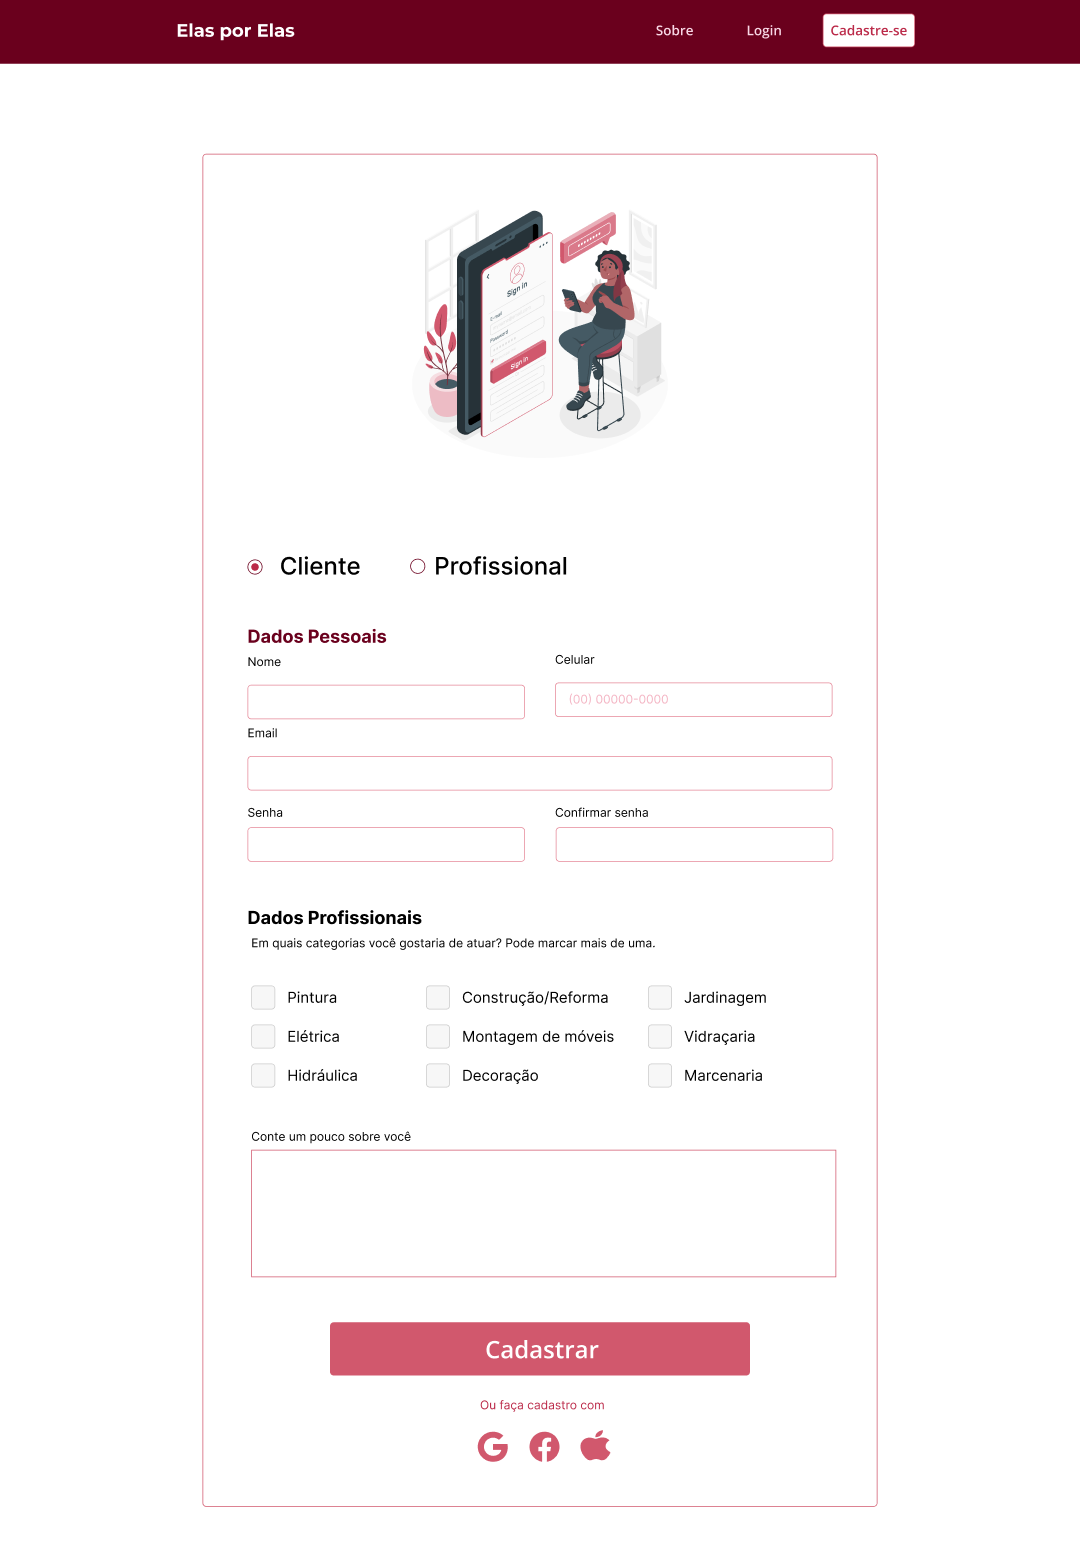 Elas por Elas
Sobre
Login
Cadastre-se
Sign in
E-mail
Password
Sign in
Cliente
Profissional
Dados Pessoais
Nome
Celular
(00) 00000-0000
Email
Senha
Confirmar senha
Dados Profissionais
Em quais categorias você gostaria de atuar? Pode marcar mais de uma.
Pintura
Construção/Reforma
Jardinagem
Elétrica
Montagem de móveis
Vidraçaria
Hidráulica
Decoração
Marcenaria
Conte um pouco sobre você
Cadastrar
Ou faça cadastro com